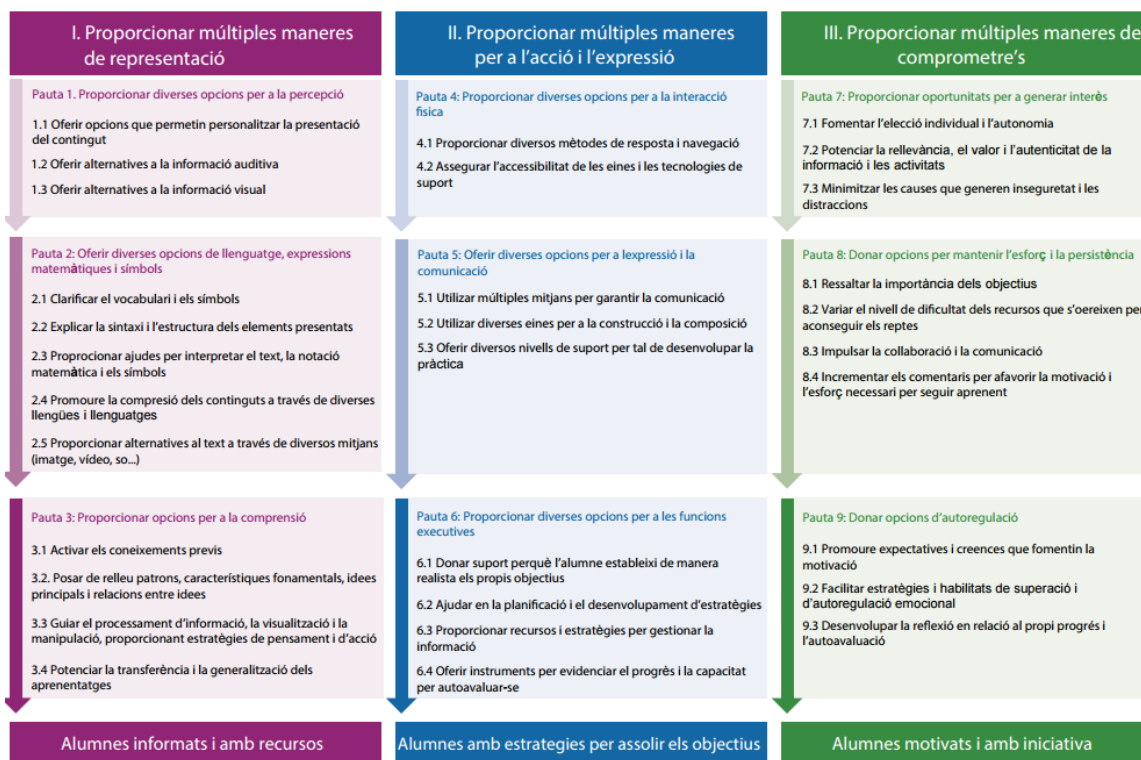 I. Proporcionar múltiples maneres
de representació
Pauta 1. Proporcionar diverses opcions per a la percepció
1.1 Oferir opcions que permetin personalitzar la presentació
del contingut
1.2 Oferir alternatives a la informació auditiva
1.3 Oferir alternatives a la informació visual
Pauta 2: Oferir diverses opcions de llenguatge, expressions
matemàtiques i símbols
2.1 Clarificar el vocabulari i els símbols
2.2 Explicar la sintaxi i l'estructura dels elements presentats
2.3 Proprocionar ajudes per interpretar el text, la notació
matemàtica i els símbols
2.4 Promoure la compresió dels continguts a través de diverses
llengües i llenguatges
2.5 Proporcionar alternatives al text a través de diversos mitjans
(imatge, vídeo, so...)
Pauta 3: Proporcionar opcions per a la comprensió
3.1 Activar els coneixements previs
3.2. Posar de relleu patrons, característiques fonamentals, idees
principals i relacions entre idees
3.3 Guiar el processament d'informació, la visualització i la
manipulació, proporcionant estratègies de pensament i d'acció
3.4 Potenciar la transferència i la generalització dels
aprenentatges
Alumnes informats i amb recursos
II. Proporcionar múltiples maneres
per a l'acció i l'expressió
Pauta 4: Proporcionar diverses opcions per a la interacció
física
4.1 Proporcionar diversos mètodes de resposta i navegació
4.2 Assegurar l'accessibilitat de les eines i les tecnologies de
suport
Pauta 5: Oferir diverses opcions per a lexpressió i la
comunicació
5.1 Utilizar múltiples mitjans per garantir la comunicació
5.2 Utilizar diverses eines per a la construcció i la composició
5.3 Oferir diversos nivells de suport per tal de desenvolupar la
pràctica
Pauta 6: Proporcionar diverses opcions per a les funcions
executives
6.1 Donar suport perquè l'alumne estableixi de manera
realista els propis objectius
6.2 Ajudar en la planificació i el desenvolupament d'estratègies
6.3 Proporcionar recursos i estratègies per gestionar la
informació
6.4 Oferir instruments per evidenciar el progrès i la capacitat
per autoavaluar-se
Alumnes amb estrategies per assolir els objectius
III. Proporcionar múltiples maneres de
comprometre's
Pauta 7: Proporcionar oportunitats per a generar interès
7.1 Fomentar l'elecció individual i l'autonomia
7.2 Potenciar la rellevància, el valor i l'autenticitat de la
informació i les activitats
7.3 Minimitzar les causes que generen inseguretat i les
distraccions
Pauta 8: Donar opcions per mantenir l'esforç i la persistència
8.1 Ressaltar la importància dels objectius
8.2 Variar el nivell de dificultat dels recursos que s'oereixen per
aconseguir els reptes
8.3 Impulsar la collaboració i la comunicació
8.4 Incrementar els comentaris per afavorir la motivació i
l'esforç necessari per seguir aprenent
Pauta 9: Donar opcions d'autoregulació
9.1 Promoure expectatives i creences que fomentin la
motivació
9.2 Facilitar estratègies i habilitats de superació i
d'autoregulació emocional
9.3 Desenvolupar la reflexió en relació al propi progrés i
l'autoavaluació
Alumnes motivats i amb iniciativa